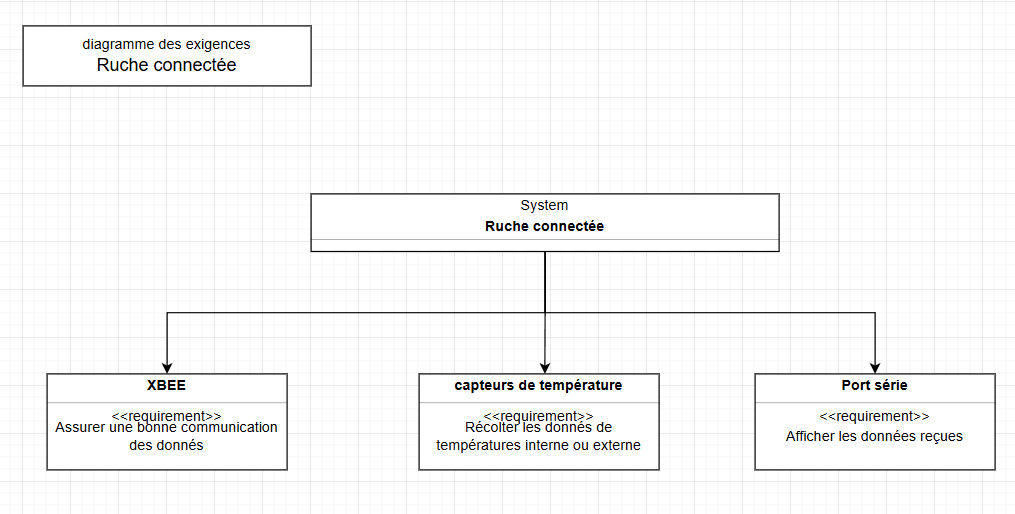 diagramme des exigences
Ruche connectée
System
Ruche connectée
XBEE
<<requirement>>
Assurer une bonne communication
des donnés
capteurs de température
<<requirement>>
Récolter les donnés de
températures interne ou externe
Port série
<<requirement>>
Afficher les données reçues